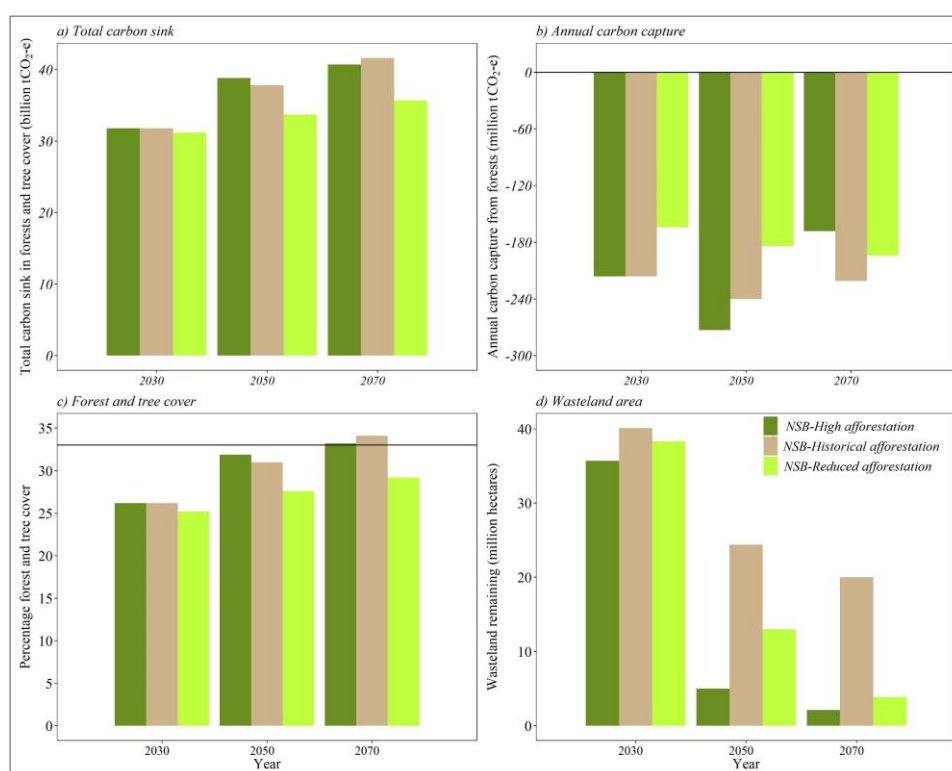 a) Total carbon sink
Total carbon sink in forests and tree cover (billion tCO₂-e)
40
30
20
10
0
2030
2050
2070
b) Annual carbon capture
Annual carbon capture from forests (million tCO₂-e)
0
-60
-120
-180
-240
-300
2030
2050
2070
c) Forest and tree cover
Percentage forest and tree cover
35
30
25
20
15
10
5
0
2030
2050
2070
Year
d) Wasteland area
Wasteland remaining (million hectares)
40
30
20
10
0
NSB-High afforestation
NSB-Historical afforestation
NSB-Reduced afforestation
2030
2050
2070
Year